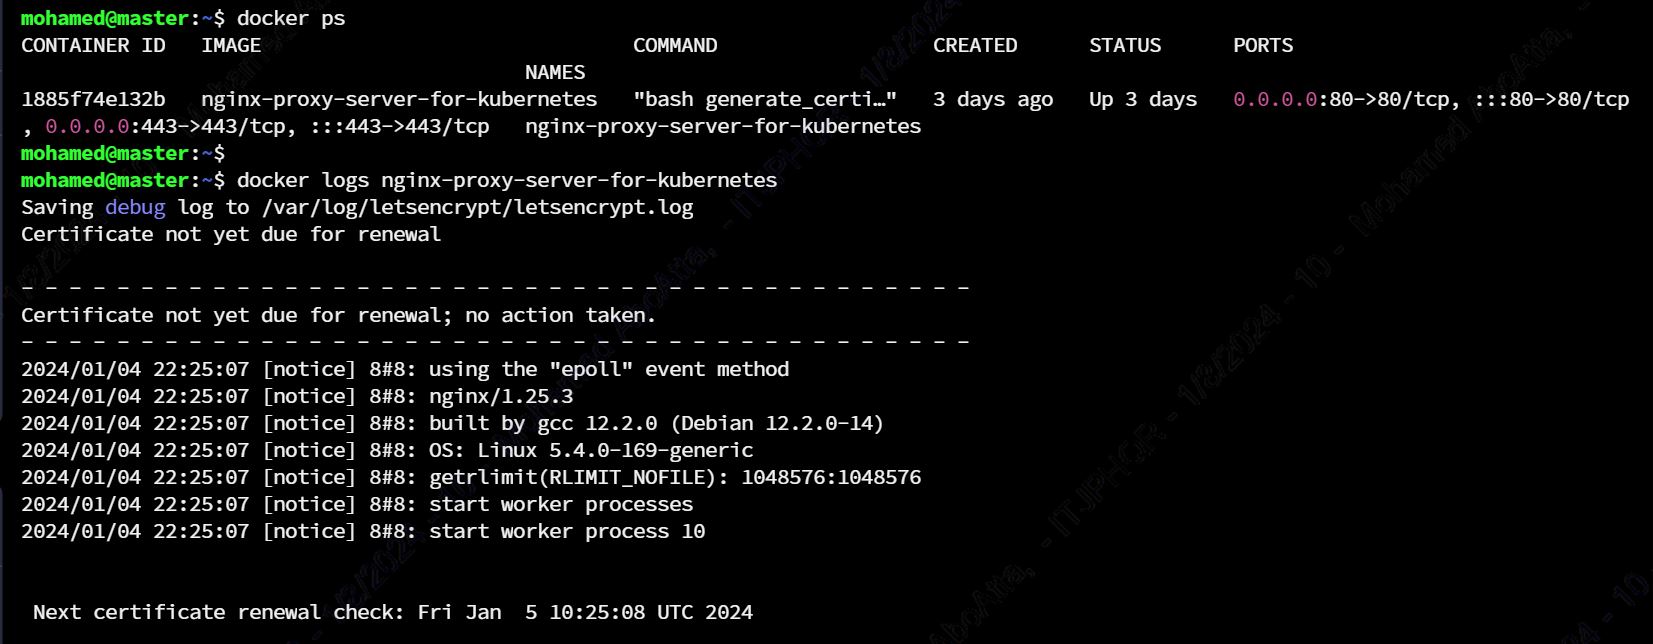 mohamed@master:~$ docker ps
CONTAINER ID   IMAGE                               COMMAND                  CREATED      STATUS      PORTS
                                          NAMES
1885f74e132b   nginx-proxy-server-for-kubernetes   "bash generate_certi…"   3 days ago   Up 3 days   0.0.0.0:80->80/tcp, :::80->80/tcp
, 0.0.0.0:443->443/tcp, :::443->443/tcp   nginx-proxy-server-for-kubernetes
mohamed@master:~$
mohamed@master:~$ docker logs nginx-proxy-server-for-kubernetes
Saving debug log to /var/log/letsencrypt/letsencrypt.log
Certificate not yet due for renewal
- - - - - - - - - - - - - - - - - - - - - - - - - - - - - - - - - - - - - - - -
Certificate not yet due for renewal; no action taken.
- - - - - - - - - - - - - - - - - - - - - - - - - - - - - - - - - - - - - - - -
2024/01/04 22:25:07 [notice] 8#8: using the "epoll" event method
2024/01/04 22:25:07 [notice] 8#8: nginx/1.25.3
2024/01/04 22:25:07 [notice] 8#8: built by gcc 12.2.0 (Debian 12.2.0-14)
2024/01/04 22:25:07 [notice] 8#8: OS: Linux 5.4.0-169-generic
2024/01/04 22:25:07 [notice] 8#8: getrlimit(RLIMIT_NOFILE): 1048576:1048576
2024/01/04 22:25:07 [notice] 8#8: start worker processes
2024/01/04 22:25:07 [notice] 8#8: start worker process 10
Next certificate renewal check: Fri Jan  5 10:25:08 UTC 2024